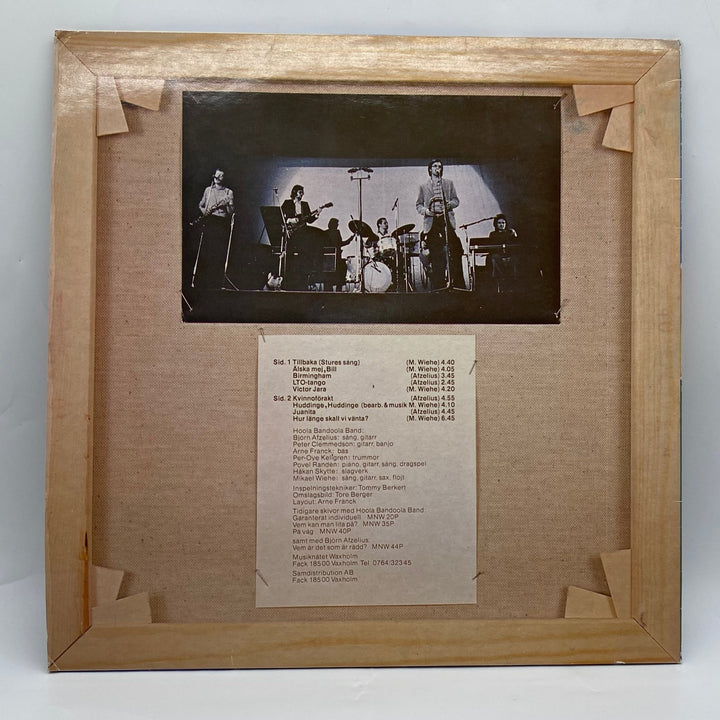 Sid. 1 Tillbaka (Stures sång) (M. Wiehe) 4.40
Älska mej, Bill (M. Wiehe) 4.05
Birmingham (Afzelius) 3.45
LTO-tango (Afzelius) 2.45
Victor Jara (M. Wiehe) 4.20
Sid. 2 Kvinnoförakt (Afzelius) 4.55
Huddinge, Huddinge (bearb. & musik M. Wiehe) 4.10
Juanita (Afzelius) 4.45
Hur länge skall vi vänta? (M. Wiehe) 6.45
Hoola Bandoola Band:
Björn Afzelius: sång, gitarr
Peter Clemmedson: gitarr, banjo
Arne Franck: bas
Per-Ove Kellgren: trummor
Povel Randén: piano, gitarr, sång, dragspel
Håkan Skytte: slagverk
Mikael Wiehe: sång, gitarr, sax, flöjt
Inspelningstekniker: Tommy Berkert
Omslagsbild: Tore Berger
Layout: Arne Franck
Tidigare skivor med Hoola Bandoola Band
Garanterat individuell MNW 20P
Vem kan man lita på? MNW 35P
På väg MNW 40P
samt med Björn Afzelius:
Vem är det som är rädd? MNW 44P
Musiknätet Waxholm
Fack 185 00 Vaxholm Tel. 0764 323 45
Samdistribution AB
Fack 185 00 Vaxholm